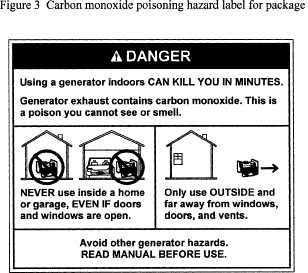 Figure 3 Carbon monoxide poisoning hazard label for package
DANGER
Using a generator indoors CAN KILL YOU IN MINUTES.
Generator exhaust contains carbon monoxide. This is
a poison you cannot see or smell.
NEVER use inside a home
or garage, EVEN IF doors
and windows are open.
Only use OUTSIDE and
far away from windows,
doors, and vents.
Avoid other generator hazards.
READ MANUAL BEFORE USE.